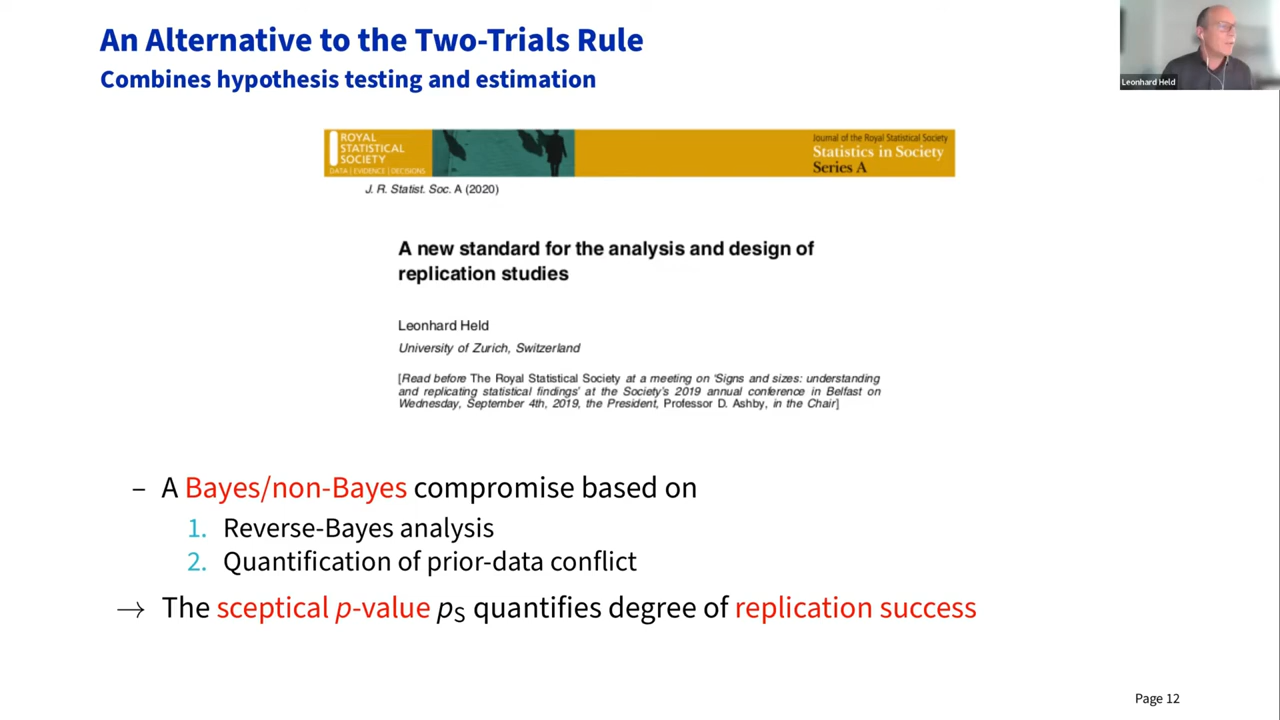 An Alternative to the Two-Trials Rule
Combines hypothesis testing and estimation
Leonhard Held
ROYAL
STATISTICAL
SOCIETY
DATA | EVIDENCE | DECISIONS
Journal of the Royal Statistical Society
Statistics in Society
Series A
J. R. Statist. Soc. A (2020)
A new standard for the analysis and design of
replication studies
Leonhard Held
University of Zurich, Switzerland
[Read before The Royal Statistical Society at a meeting on 'Signs and sizes: understanding
and replicating statistical findings' at the Society's 2019 annual conference in Belfast on
Wednesday, September 4th, 2019, the President, Professor D. Ashby, in the Chair]
– A Bayes/non-Bayes compromise based on
1. Reverse-Bayes analysis
2. Quantification of prior-data conflict
→ The sceptical p-value pS quantifies degree of replication success
Page 12